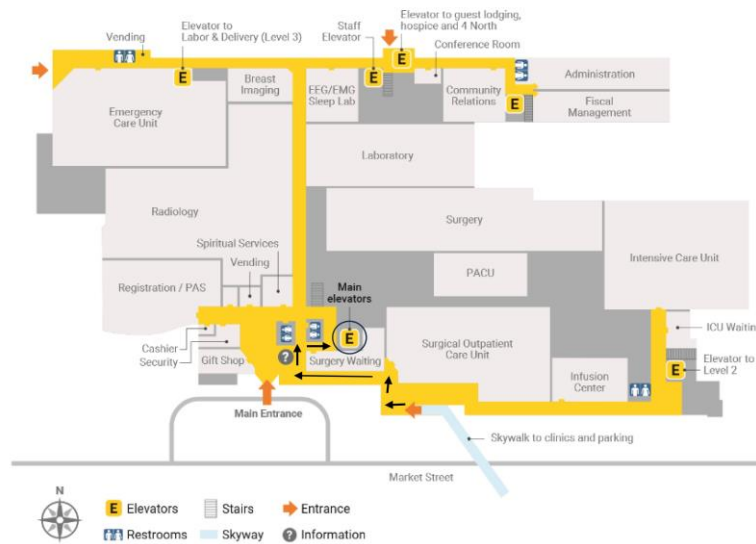 Elevator to guest lodging,
hospice and 4 North
Elevator to
Labor & Delivery (Level 3)
Staff
Elevator
Vending
Conference Room
E
E
E
E
Breast
Imaging
EEG/EMG
Sleep Lab
Community
Relations
Administration
Fiscal
Management
Emergency
Care Unit
Laboratory
Radiology
Surgery
Spiritual Services
Vending
PACU
Intensive Care Unit
Registration / PAS
Main
elevators
E
Cashier
Security
Gift Shop
?
Surgery Waiting
Surgical Outpatient
Care Unit
Infusion
Center
ICU Waitin
Elevator to
Level 2
E
Main Entrance
Skywalk to clinics and parking
Market Street
N
E Elevators
Stairs
Entrance
Restrooms
Skyway
? Information